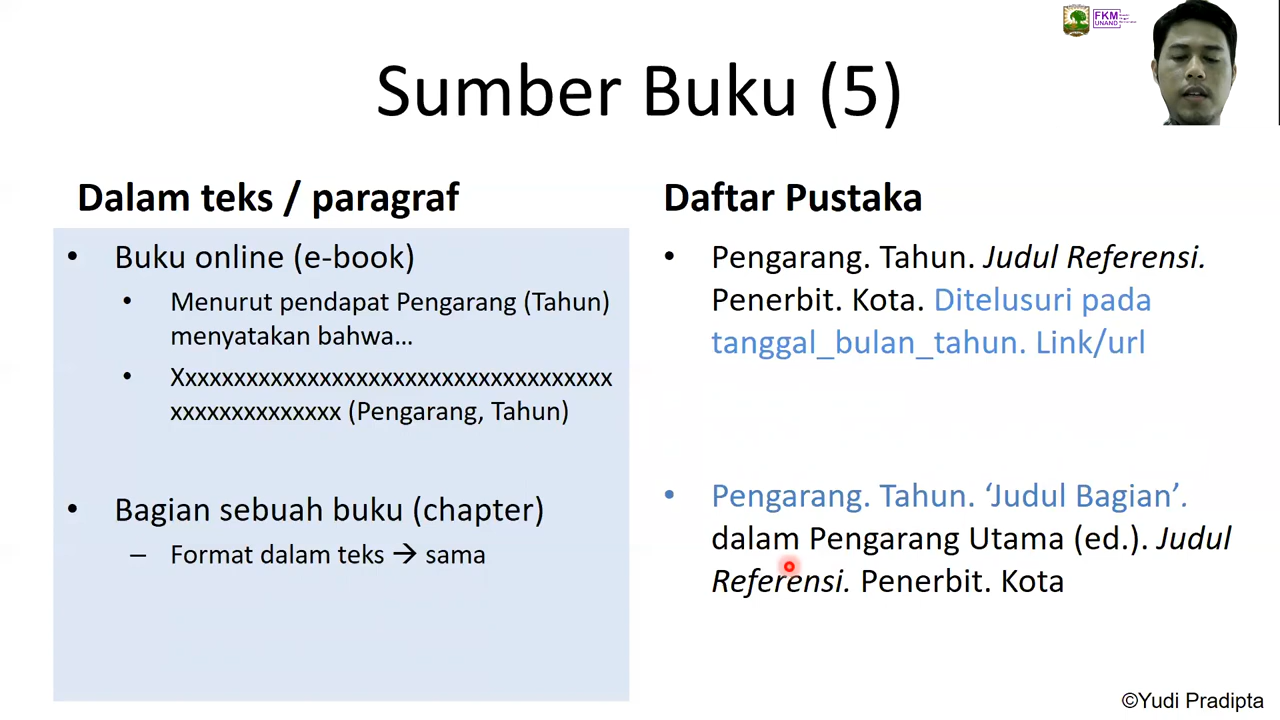 FKM
UNAND
Sumber Buku (5)
Dalam teks / paragraf
• Buku online (e-book)
• Menurut pendapat Pengarang (Tahun)
menyatakan bahwa...
• Xxxxxxxxxxxxxxxxxxxxxxxxxxxxxxxxxxxx
xxxxxxxxxxxxxx (Pengarang, Tahun)
• Bagian sebuah buku (chapter)
– Format dalam teks → sama
Daftar Pustaka
• Pengarang. Tahun. Judul Referensi.
Penerbit. Kota. Ditelusuri pada
tanggal_bulan_tahun. Link/url
• Pengarang. Tahun. ‘Judul Bagian’.
dalam Pengarang Utama (ed.). Judul
Referensi. Penerbit. Kota
©Yudi Pradipta